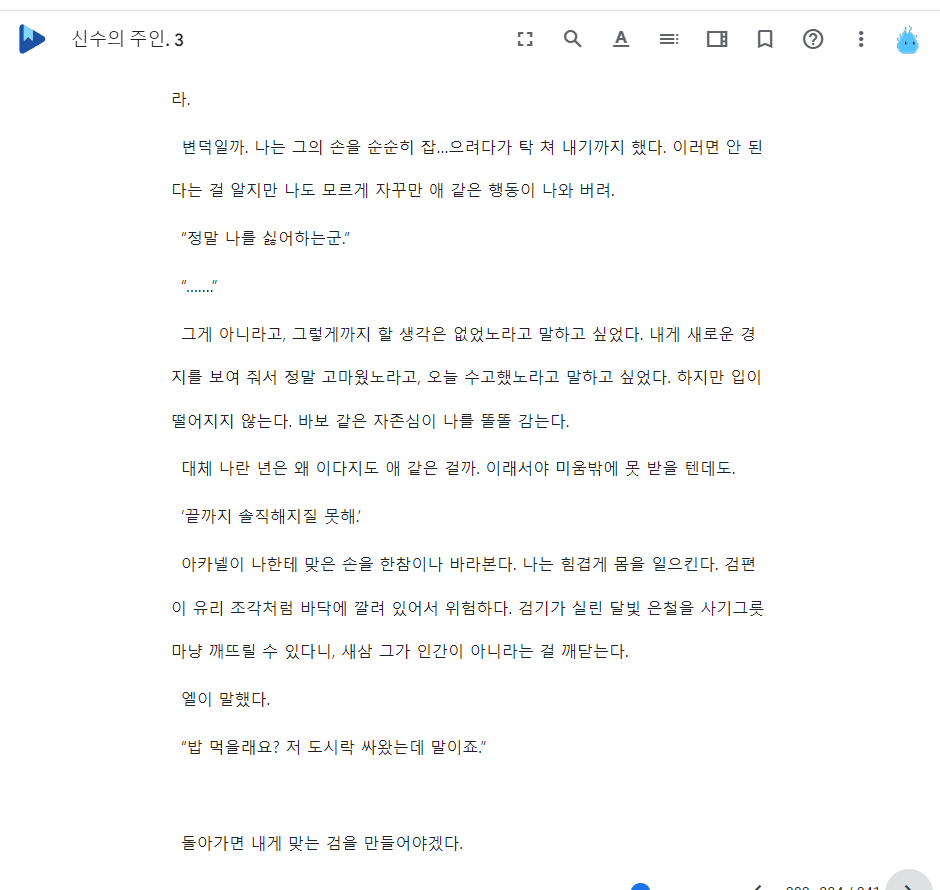 신수의 주인. 3
라.
변덕일까. 나는 그의 손을 순순히 잡...으려다가 탁 쳐 내기까지 했다. 이러면 안 된
다는 걸 알지만 나도 모르게 자꾸만 애 같은 행동이 나와 버려.
“정말 나를 싫어하는군.”
“.......”
그게 아니라고, 그렇게까지 할 생각은 없었노라고 말하고 싶었다. 내게 새로운 경
지를 보여 줘서 정말 고마웠노라고, 오늘 수고했노라고 말하고 싶었다. 하지만 입이
떨어지지 않는다. 바보 같은 자존심이 나를 똘똘 감는다.
대체 나란 년은 왜 이다지도 애 같은 걸까. 이래서야 미움밖에 못 받을 텐데도.
‘끝까지 솔직해지질 못해.’
아카넬이 나한테 맞은 손을 한참이나 바라본다. 나는 힘겹게 몸을 일으킨다. 검편
이 유리 조각처럼 바닥에 깔려 있어서 위험하다. 검기가 실린 달빛 은철을 사기그릇
마냥 깨뜨릴 수 있다니, 새삼 그가 인간이 아니라는 걸 깨닫는다.
엘이 말했다.
“밥 먹을래요? 저 도시락 싸왔는데 말이죠.”
돌아가면 내게 맞는 검을 만들어야겠다.